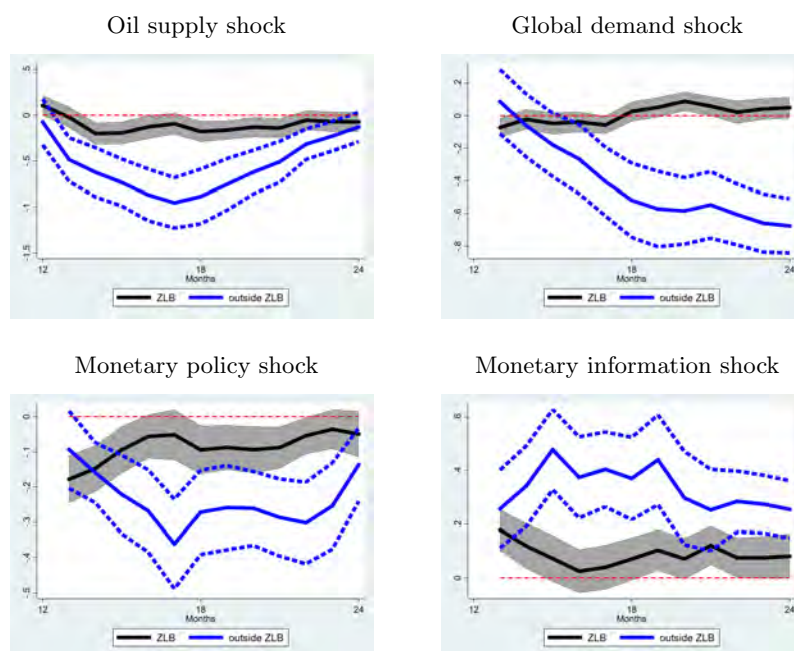 Oil supply shock
Global demand shock
.5
0
-.5
-1
-1.5
12
18
24
Months
ZLB
outside ZLB
.2
0
-.2
-.4
-.6
-.8
12
18
24
Months
ZLB
outside ZLB
Monetary policy shock
Monetary information shock
0
-.1
-.2
-.3
-.4
-.5
12
18
24
Months
ZLB
outside ZLB
.6
.4
.2
0
12
18
24
Months
ZLB
outside ZLB